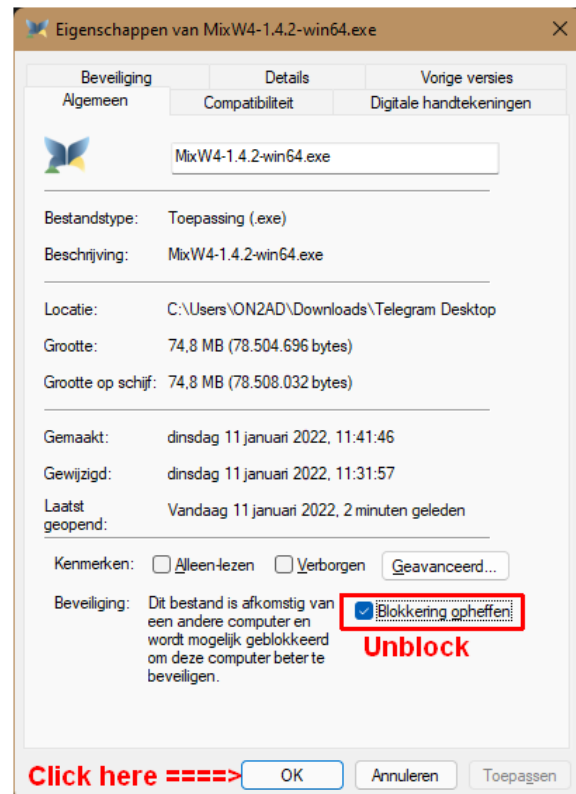 Eigenschappen van MixW4-1.4.2-win64.exe
Beveiliging Details Vorige versies
Algemeen Compatibiliteit Digitale handtekeningen
MixW4-1.4.2-win64.exe
Bestandstype: Toepassing (.exe)
Beschrijving: MixW4-1.4.2-win64.exe
Locatie: C:\Users\ON2AD\Downloads\Telegram Desktop
Grootte: 74,8 MB (78.504.696 bytes)
Grootte op schijf: 74,8 MB (78.508.032 bytes)
Gemaakt: dinsdag 11 januari 2022, 11:41:46
Gewijzigd: dinsdag 11 januari 2022, 11:31:57
Laatst
geopend:
Vandaag 11 januari 2022, 2 minuten geleden
Kenmerken: Alleen-lezen Verborgen Geavanceerd...
Beveiliging:
Dit bestand is afkomstig van
een andere computer en
wordt mogelijk geblokkeerd
om deze computer beter te
beveiligen.
Blokkering opheffen
Unblock
Click here ====> OK Annuleren Toepassen